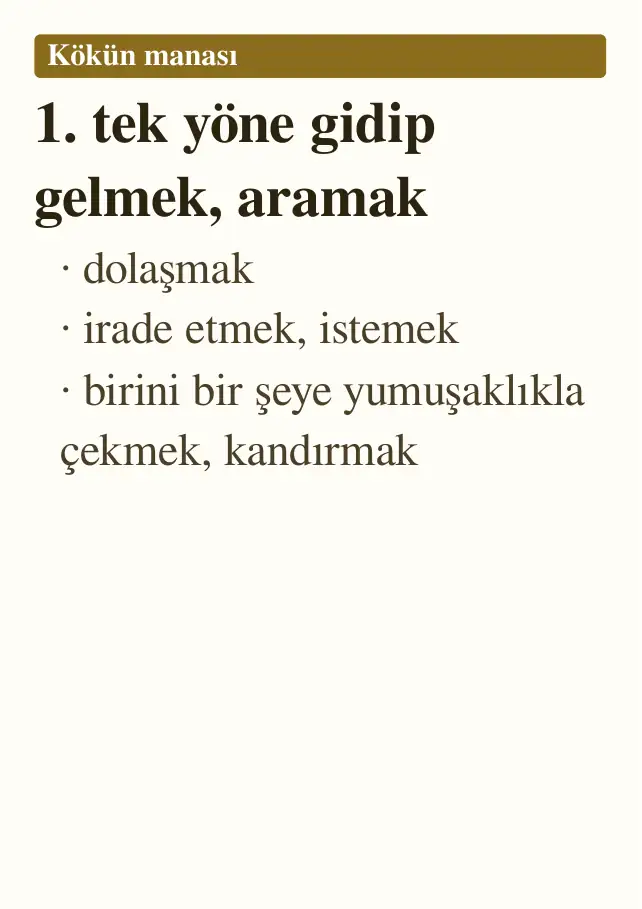 Kökün manası
1. tek yöne gidip
gelmek, aramak
· dolaşmak
· irade etmek, istemek
· birini bir şeye yumuşaklıkla
çekmek, kandırmak